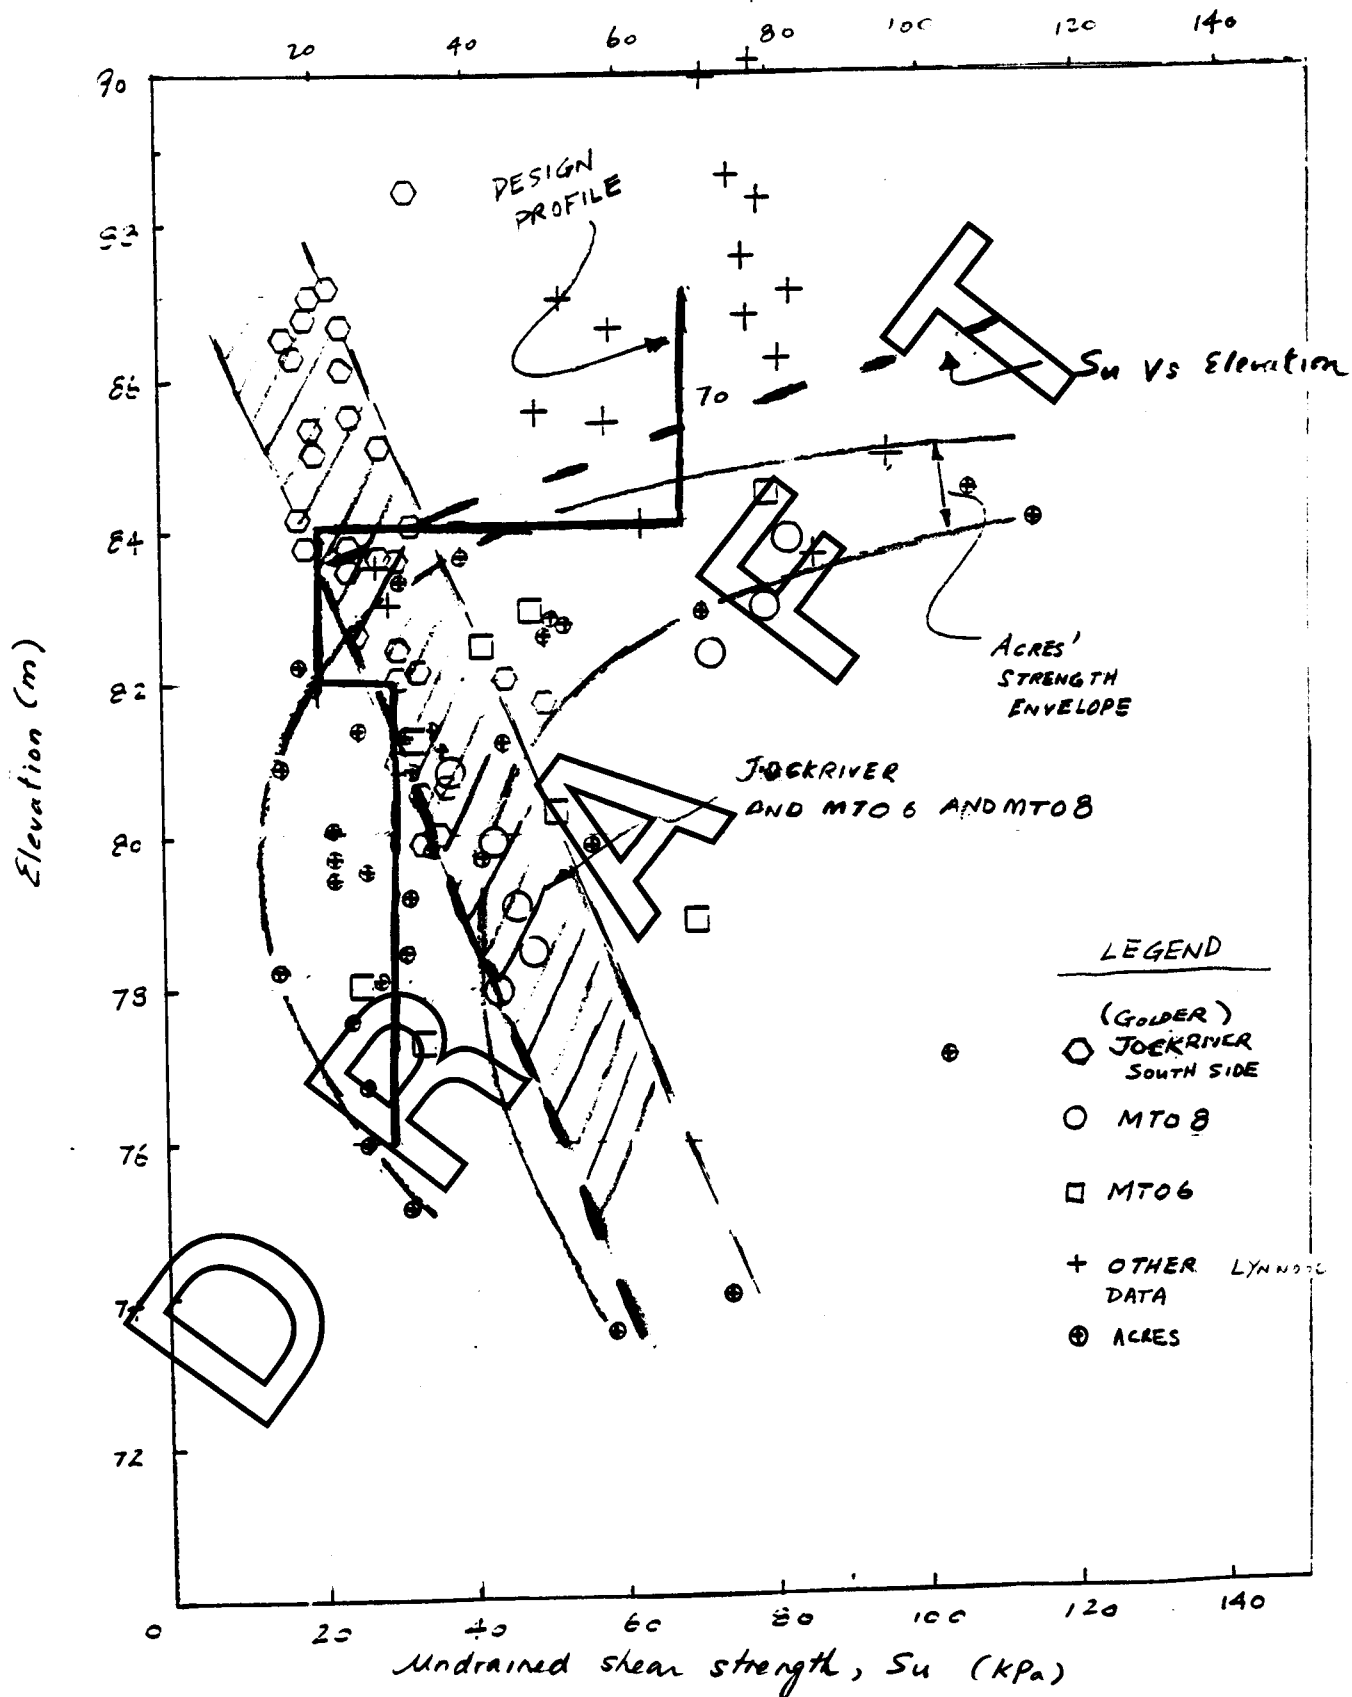 20 40 60 80 100 120 140
90
88
86
84
82
80
78
76
74
72
Elevation (m)
DESIGN
PROFILE
70
Su Vs Elevation
ACRES'
STRENGTH
ENVELOPE
JOCKRIVER
AND MTO 6 AND MTO 8
LEGEND
(GOLDER)
JOCKRIVER
SOUTH SIDE
MTO 8
MTO 6
+ OTHER
DATA
ACRES
DRAFT
0 20 40 60 80 100 120 140
Undrained shear strength, Su (KPa)